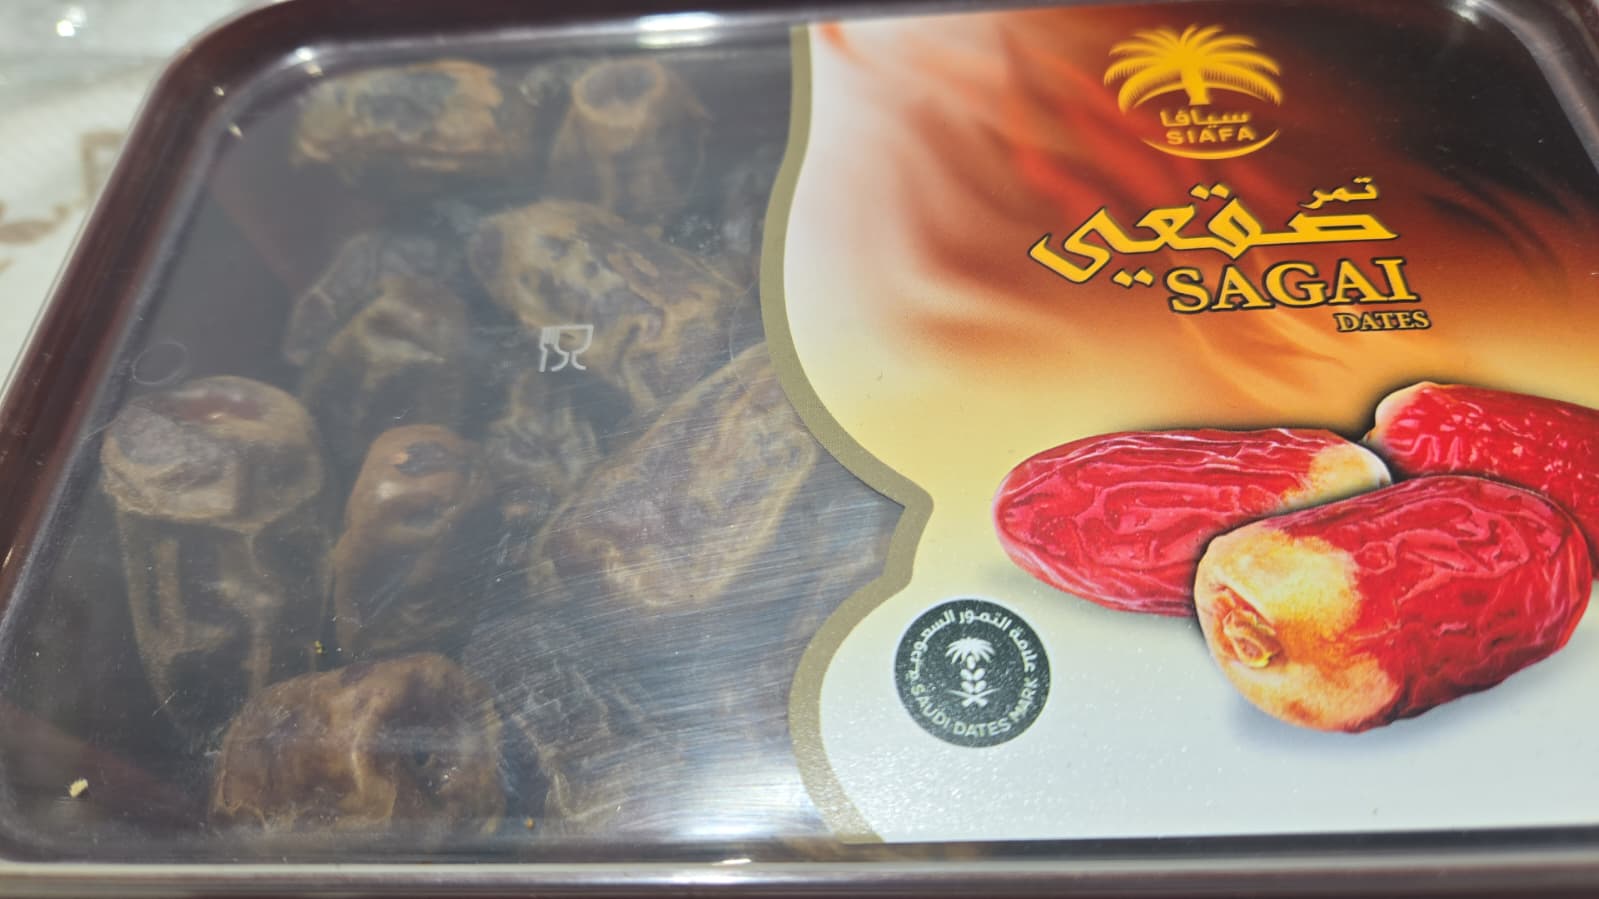 سيافا
SIAFA
تمر
صقعي
SAGAI
DATES
علامة التمور السعودية
SAUDI DATES MARK